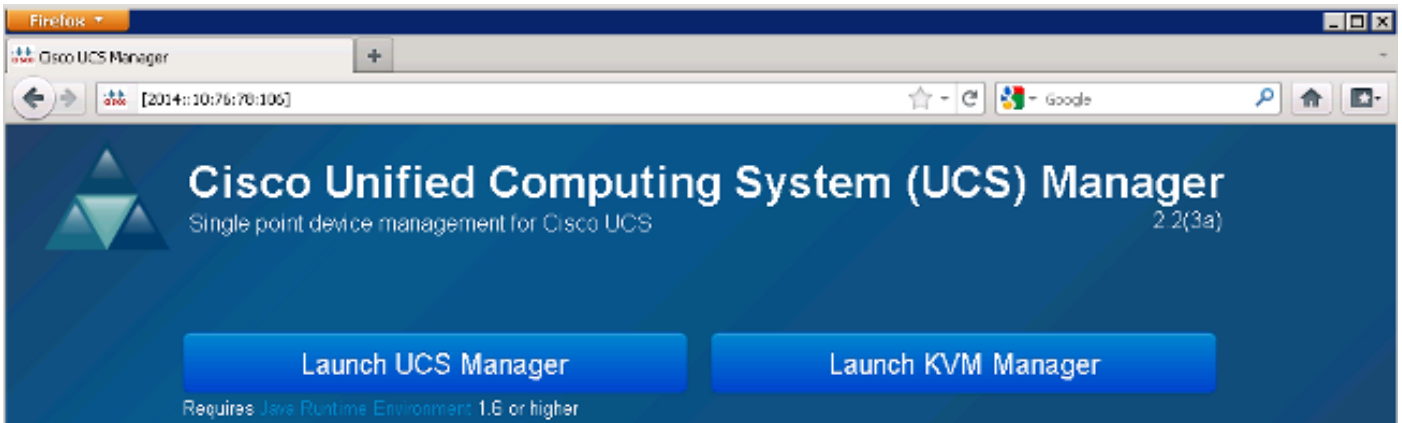 Firefox
Cisco UCS Manager
[2014::10:76:78:106]
Google
Cisco Unified Computing System (UCS) Manager
Single point device management for Cisco UCS
2.2(3a)
Launch UCS Manager
Launch KVM Manager
Requires Java Runtime Environment 1.6 or higher